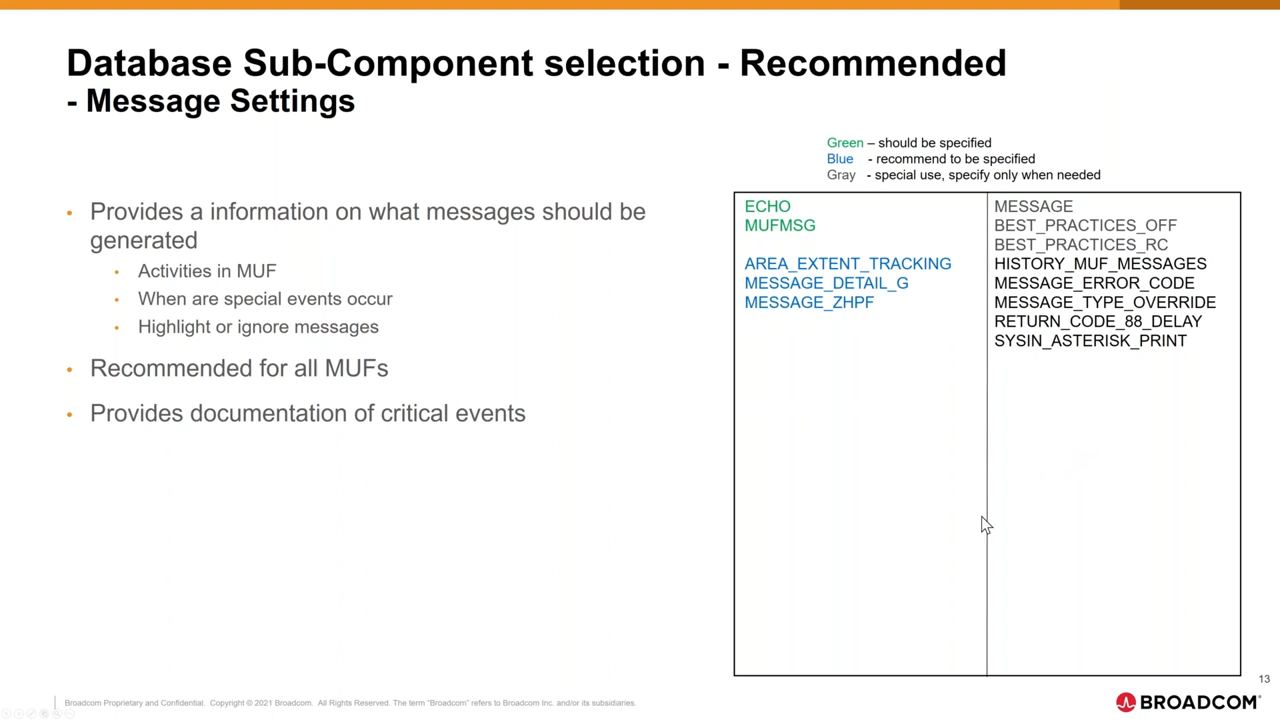 Database Sub-Component selection - Recommended
- Message Settings
Green – should be specified
Blue - recommend to be specified
Gray - special use, specify only when needed
• Provides a information on what messages should be
generated
• Activities in MUF
• When are special events occur
• Highlight or ignore messages
• Recommended for all MUFs
• Provides documentation of critical events
ECHO
MUFMSG
AREA_EXTENT_TRACKING
MESSAGE_DETAIL_G
MESSAGE_ZHPF
MESSAGE
BEST_PRACTICES_OFF
BEST_PRACTICES_RC
HISTORY_MUF_MESSAGES
MESSAGE_ERROR_CODE
MESSAGE_TYPE_OVERRIDE
RETURN_CODE_88_DELAY
SYSIN_ASTERISK_PRINT
13
Broadcom Proprietary and Confidential. Copyright © 2021 Broadcom. All Rights Reserved. The term “Broadcom” refers to Broadcom Inc. and/or its subsidiaries.
BROADCOM®